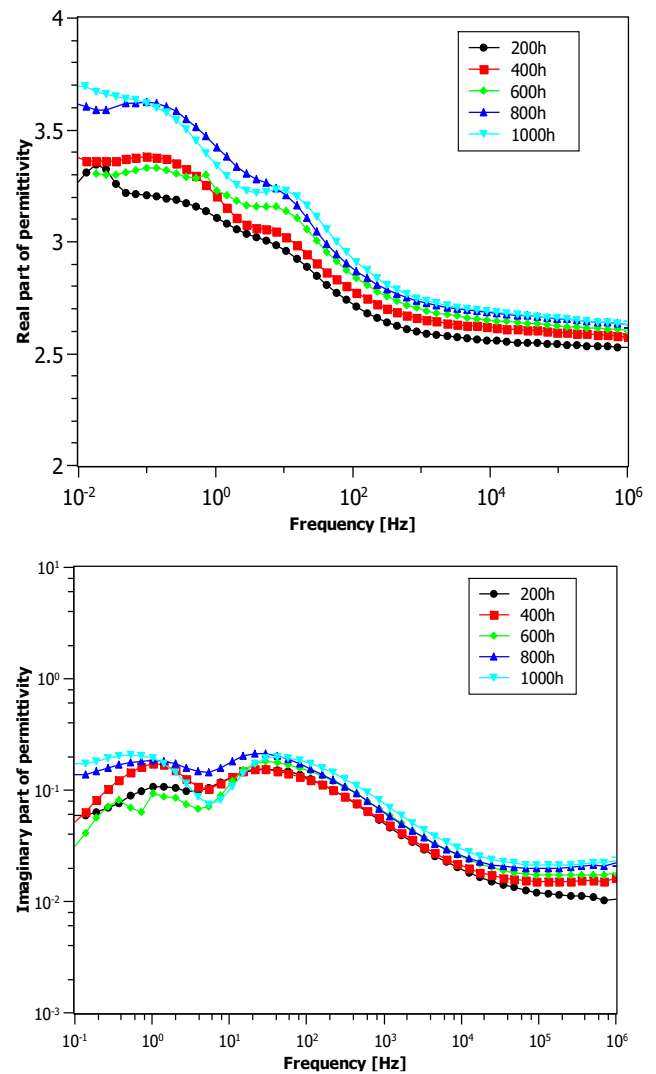 4
3.5
3
2.5
2
Real part of permittivity
10⁻² 10⁰ 10² 10⁴ 10⁶
Frequency [Hz]
200h
400h
600h
800h
1000h
10¹
10⁰
10⁻¹
10⁻²
10⁻³
Imaginary part of permittivity
10⁻¹ 10⁰ 10¹ 10² 10³ 10⁴ 10⁵ 10⁶
Frequency [Hz]
200h
400h
600h
800h
1000h